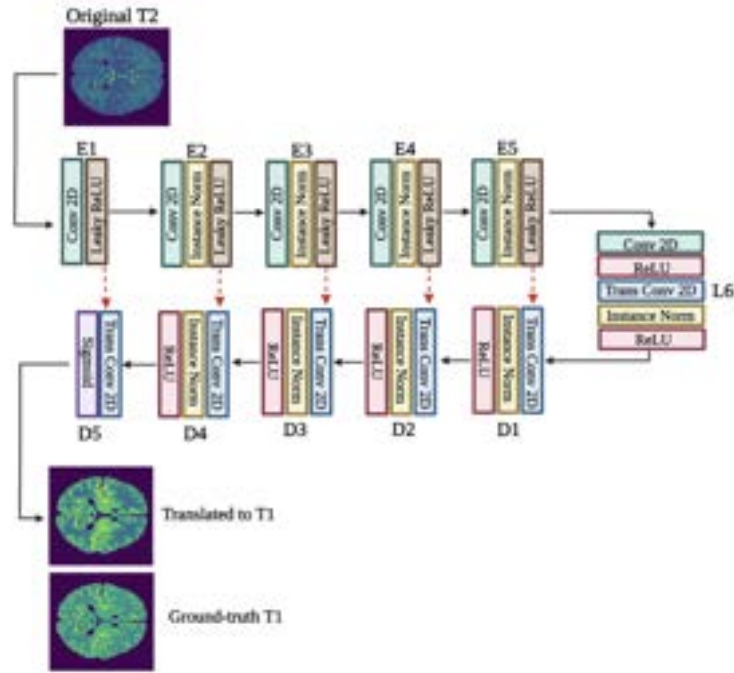 Original T2
E1
E2
E3
E4
E5
Conv 2D
Leaky ReLU
Conv 2D
Instance Norm
Leaky ReLU
Conv 2D
Instance Norm
Leaky ReLU
Conv 2D
Instance Norm
Leaky ReLU
Conv 2D
Instance Norm
Leaky ReLU
Conv 2D
ReLU
Trans Conv 2D
L6
Instance Norm
ReLU
Sigmoid
Trans Conv 2D
ReLU
Instance Norm
Trans Conv 2D
ReLU
Instance Norm
Trans Conv 2D
ReLU
Instance Norm
Trans Conv 2D
ReLU
Instance Norm
Trans Conv 2D
D5
D4
D3
D2
D1
Translated to T1
Ground-truth T1